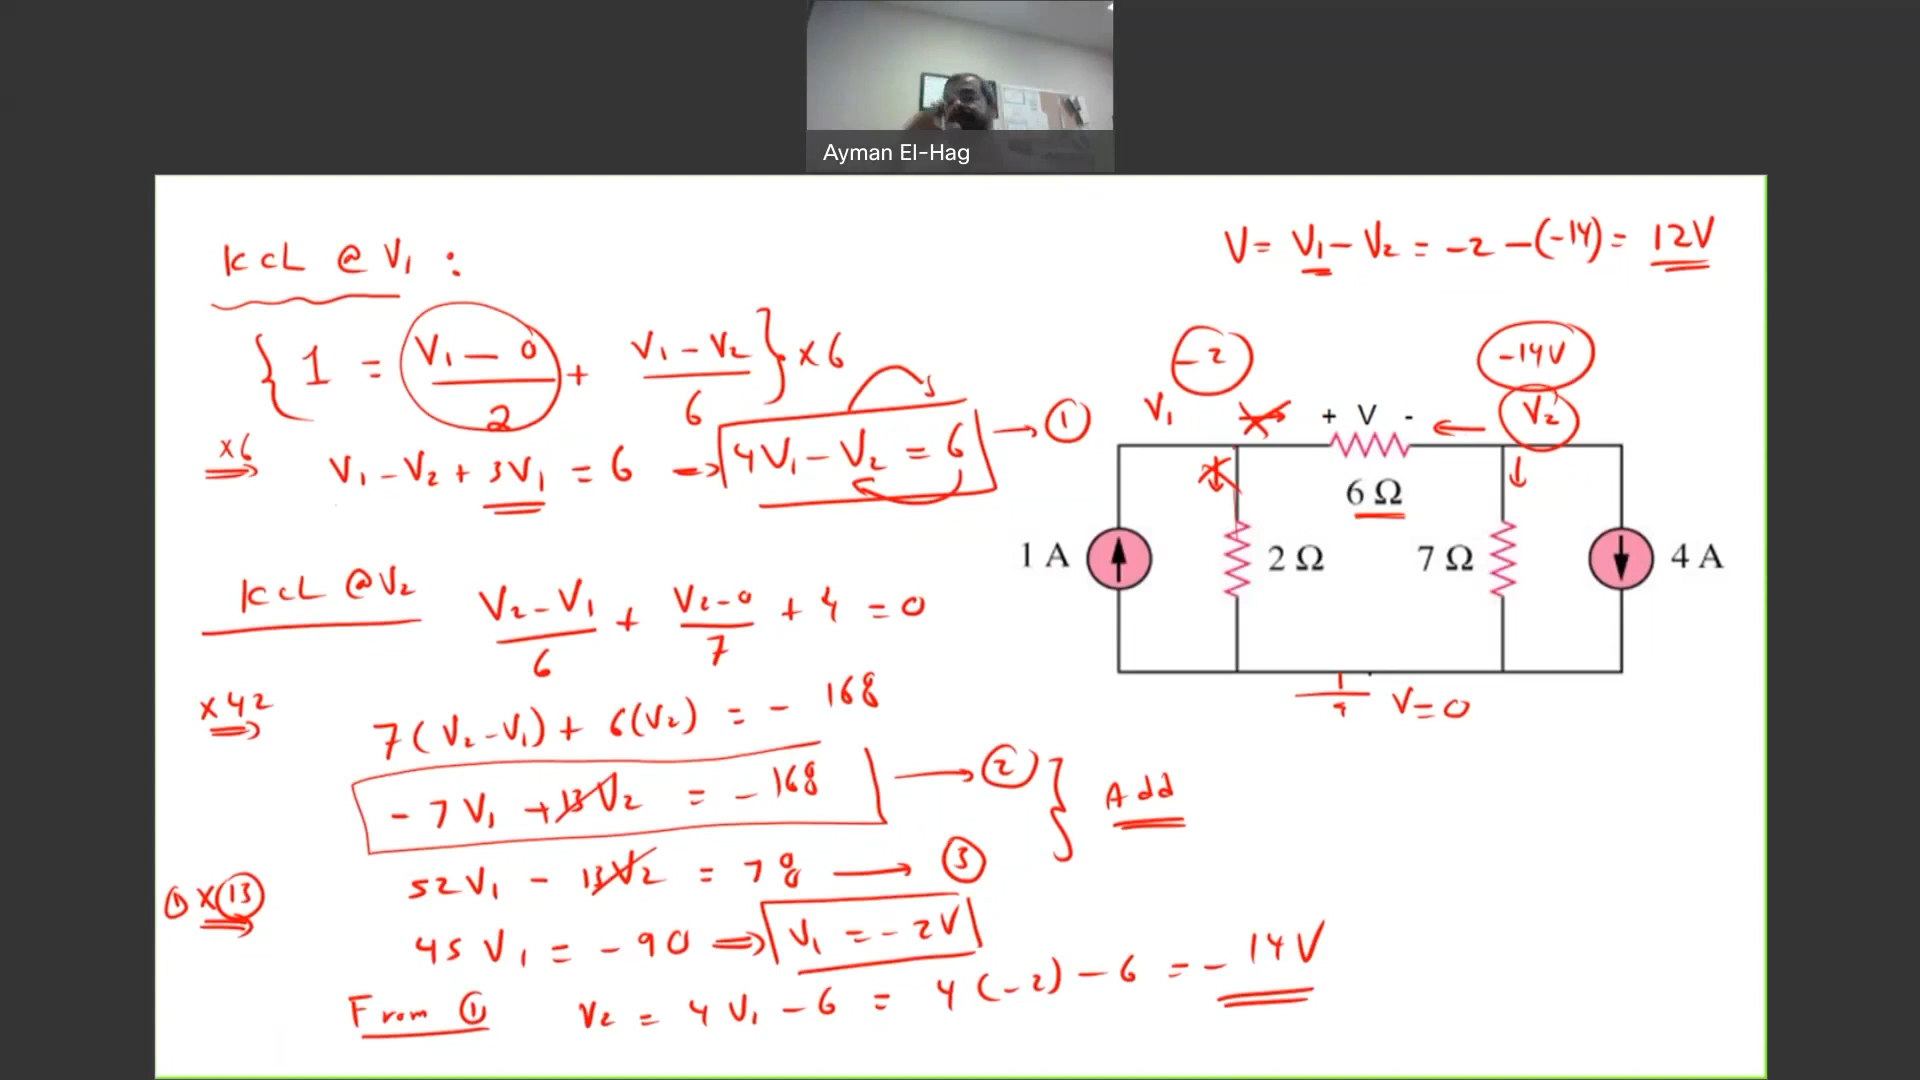 Ayman El-Hag
KCL @ V1 :
{ 1 = (V1 - 0)/2 + (V1 - V2)/6 } x 6
x6 ⇒ V1 - V2 + 3V1 = 6 → 4V1 - V2 = 6 → ①
KCL @ V2
(V2 - V1)/6 + (V2 - 0)/7 + 4 = 0
x 42 ⇒ 7(V2 - V1) + 6(V2) = - 168
- 7V1 + 13V2 = - 168 → ② } Add
① x 13 ⇒ 52V1 - 13V2 = 78 → ③
45V1 = - 90 ⇒ V1 = - 2V
From ① V2 = 4V1 - 6 = 4(-2) - 6 = - 14V
V = V1 - V2 = -2 - (-14) = 12V
-2
-14V
V1
+ V -
V2
6 Ω
1 A
2 Ω
7 Ω
4 A
V = 0